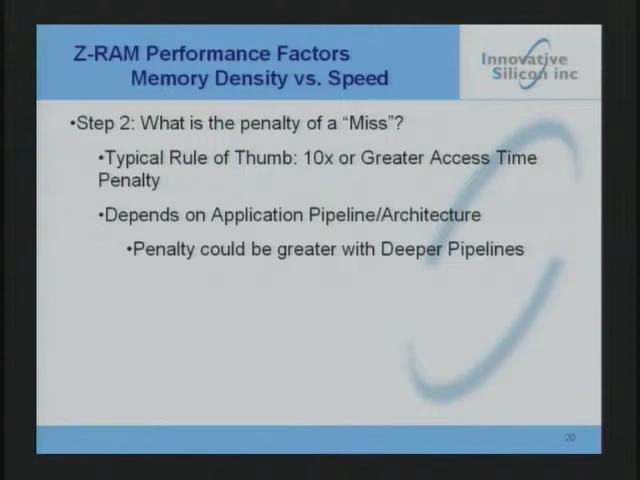 Z-RAM Performance Factors
Memory Density vs. Speed
Innovative
Silicon inc
•Step 2: What is the penalty of a “Miss”?
•Typical Rule of Thumb: 10x or Greater Access Time
Penalty
•Depends on Application Pipeline/Architecture
•Penalty could be greater with Deeper Pipelines
20